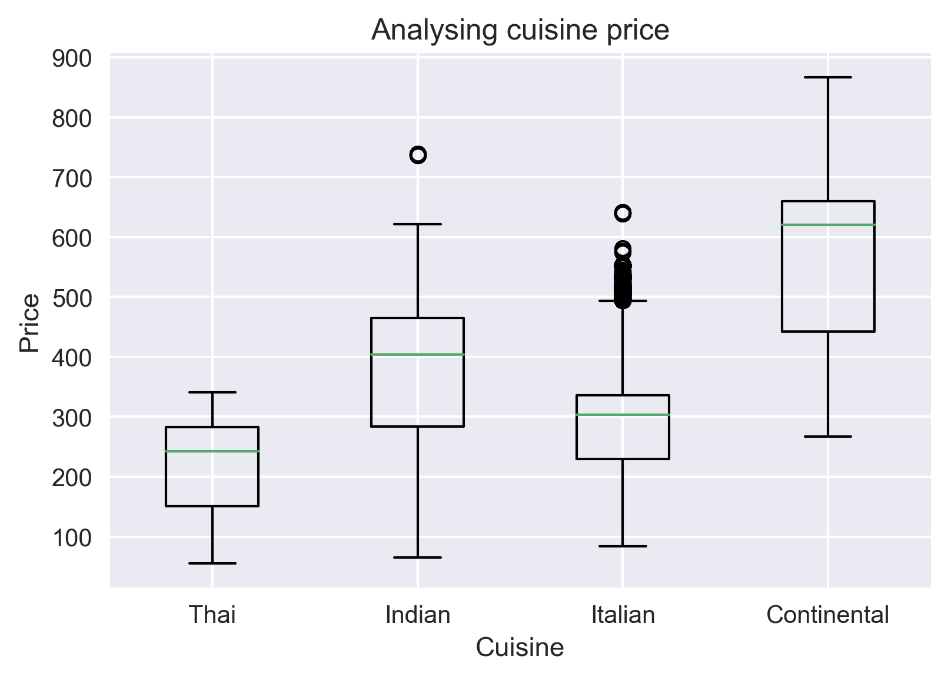 Analysing cuisine price
900
800
700
600
500
400
300
200
100
Price
Thai Indian Italian Continental
Cuisine